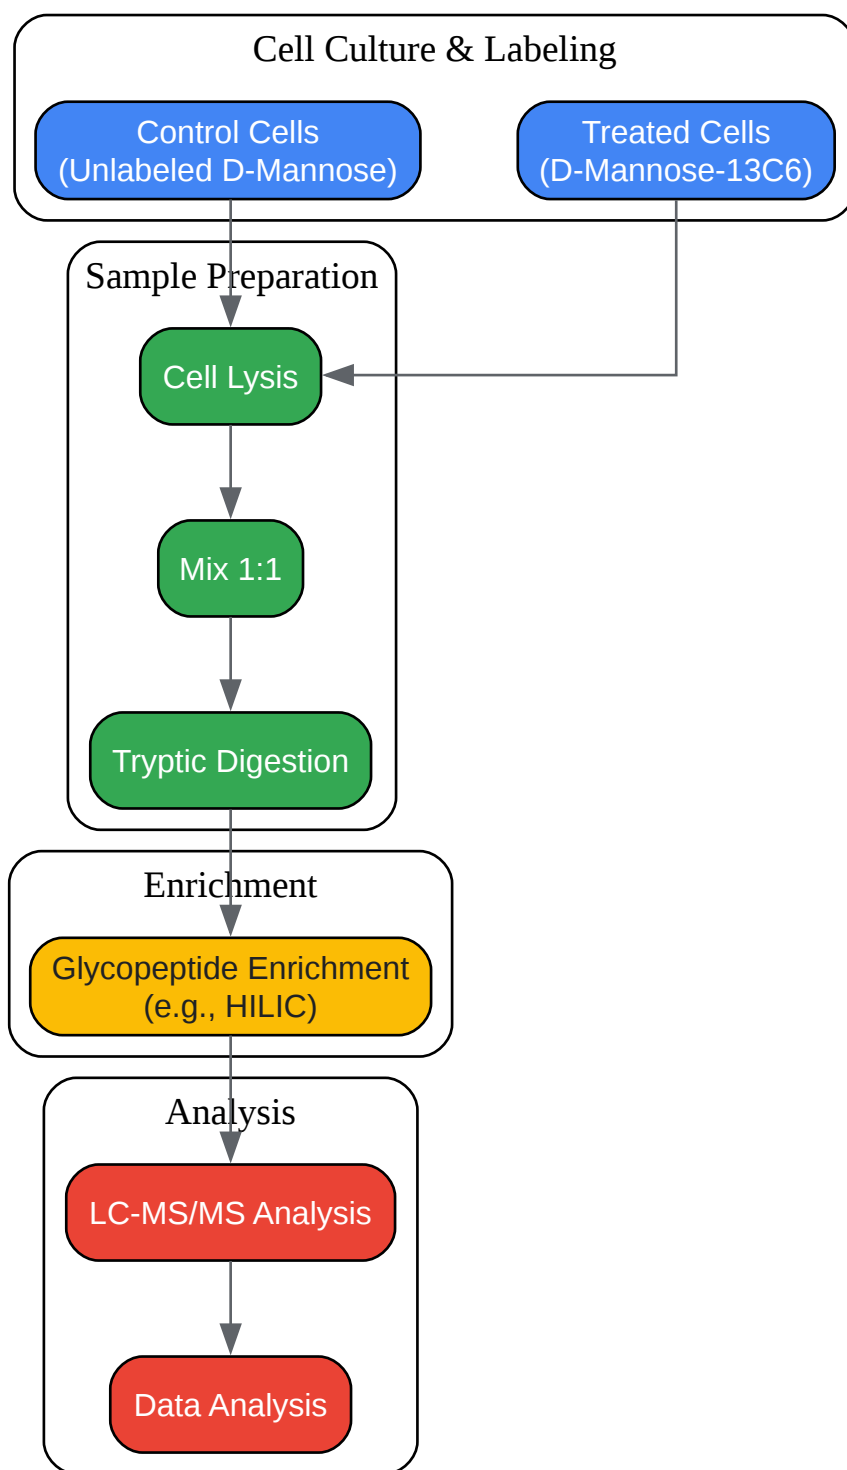 Cell Culture & Labeling
Control Cells
(Unlabeled D-Mannose)
Treated Cells
(D-Mannose-13C6)
Sample Preparation
Cell Lysis
Mix 1:1
Tryptic Digestion
Enrichment
Glycopeptide Enrichment
(e.g., HILIC)
Analysis
LC-MS/MS Analysis
Data Analysis